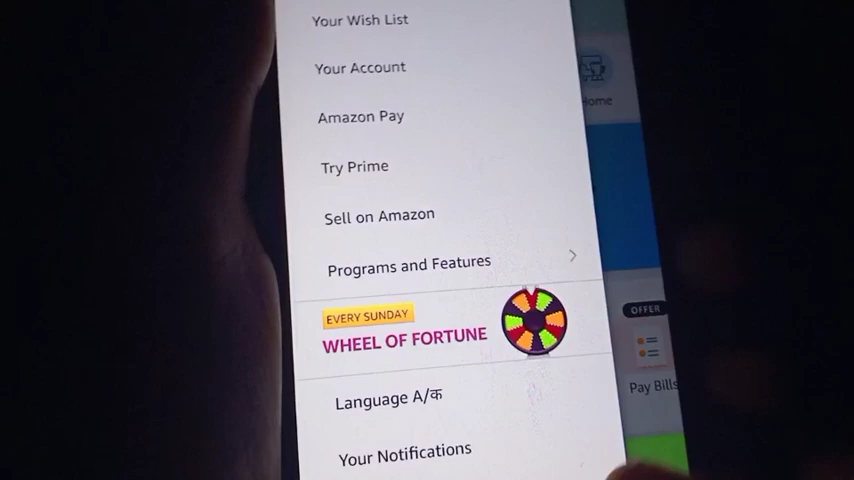 Your Wish List
Your Account
Home
Amazon Pay
Try Prime
Sell on Amazon
Programs and Features
EVERY SUNDAY
WHEEL OF FORTUNE
OFFER
Pay Bills
Language A/क
Your Notifications